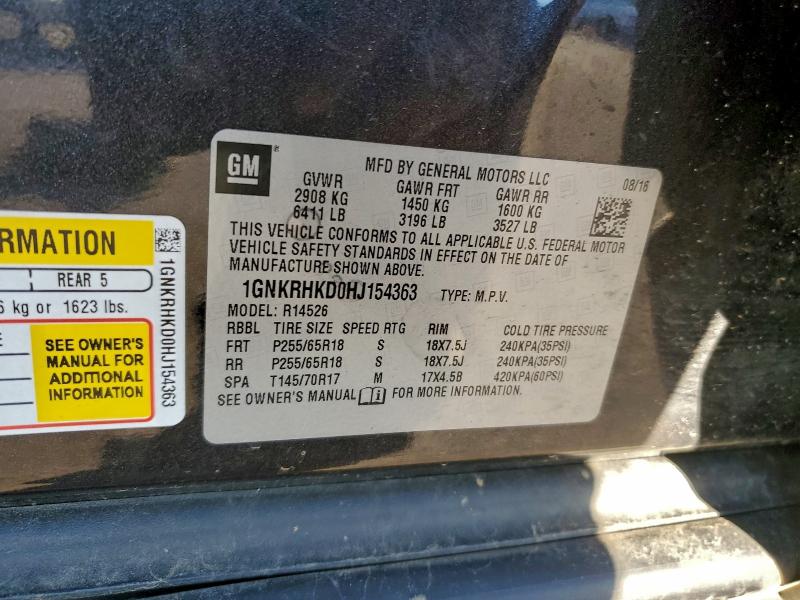 GM
MFD BY GENERAL MOTORS LLC
08/16
GVWR GAWR FRT GAWR RR
2908 KG 1450 KG 1600 KG
6411 LB 3196 LB 3527 LB
THIS VEHICLE CONFORMS TO ALL APPLICABLE U.S. FEDERAL MOTOR
VEHICLE SAFETY STANDARDS IN EFFECT ON THE DATE OF
MANUFACTURE SHOWN ABOVE.
1GNKRHKD0HJ154363 TYPE: M.P.V.
MODEL: R14526
RBBL TIRE SIZE SPEED RTG RIM COLD TIRE PRESSURE
FRT P255/65R18 S 18X7.5J 240KPA(35PSI)
RR P255/65R18 S 18X7.5J 240KPA(35PSI)
SPA T145/70R17 M 17X4.5B 420KPA(60PSI)
SEE OWNER'S MANUAL FOR MORE INFORMATION.
RMATION
REAR 5
kg or 1623 lbs.
SEE OWNER'S
MANUAL FOR
ADDITIONAL
INFORMATION
1GNKRHKD0HJ154363